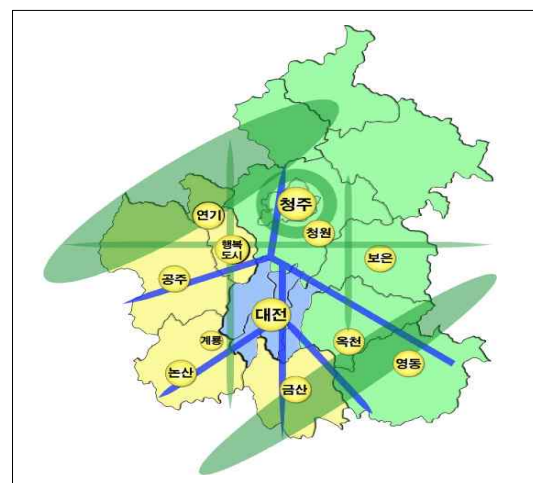 청주
연기
청원
행복
도시
보은
공주
대전
계룡
옥천
영동
논산
금산